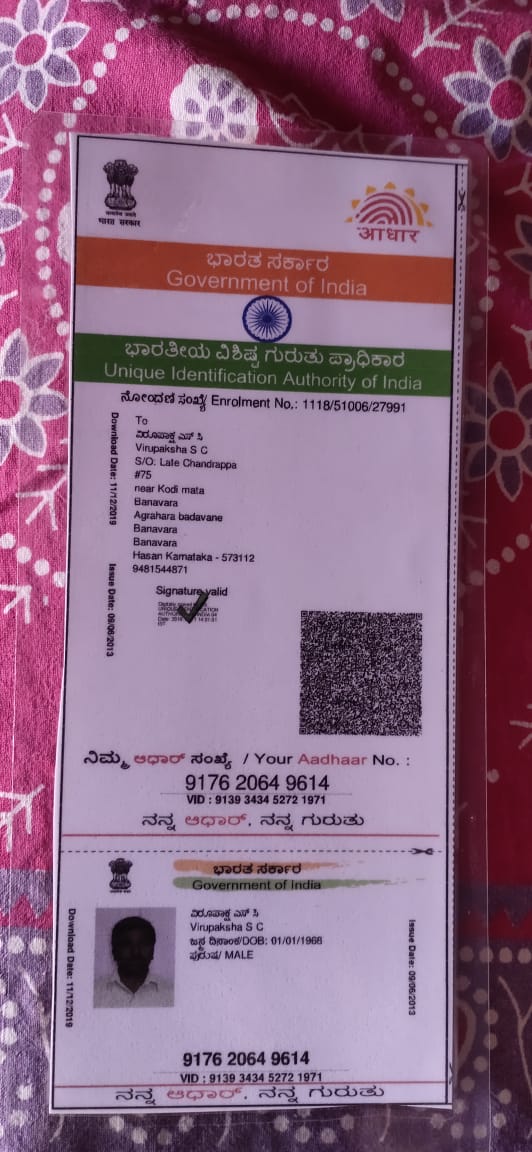 भारत सरकार
आधार
ಭಾರತ ಸರ್ಕಾರ
Government of India
ಭಾರತೀಯ ವಿಶಿಷ್ಟ ಗುರುತು ಪ್ರಾಧಿಕಾರ
Unique Identification Authority of India
ನೋಂದಣಿ ಸಂಖ್ಯೆ/ Enrolment No.: 1118/51006/27991
Download Date: 11/12/2019
Issue Date: 09/06/2013
To
ವಿರೂಪಾಕ್ಷ ಎಸ್ ಸಿ
Virupaksha S C
S/O. Late Chandrappa
#75
near Kodi mata
Banavara
Agrahara badavane
Banavara
Banavara
Hasan Karnataka - 573112
9481544871
Signature valid
ನಿಮ್ಮ ಆಧಾರ್ ಸಂಖ್ಯೆ / Your Aadhaar No. :
9176 2064 9614
VID : 9139 3434 5272 1971
ನನ್ನ ಆಧಾರ್, ನನ್ನ ಗುರುತು
ಭಾರತ ಸರ್ಕಾರ
Government of India
Download Date: 11/12/2019
ವಿರೂಪಾಕ್ಷ ಎಸ್ ಸಿ
Virupaksha S C
ಜನ್ಮ ದಿನಾಂಕ/DOB: 01/01/1966
ಪುರುಷ/ MALE
Issue Date: 09/06/2013
9176 2064 9614
VID : 9139 3434 5272 1971
ನನ್ನ ಆಧಾರ್, ನನ್ನ ಗುರುತು